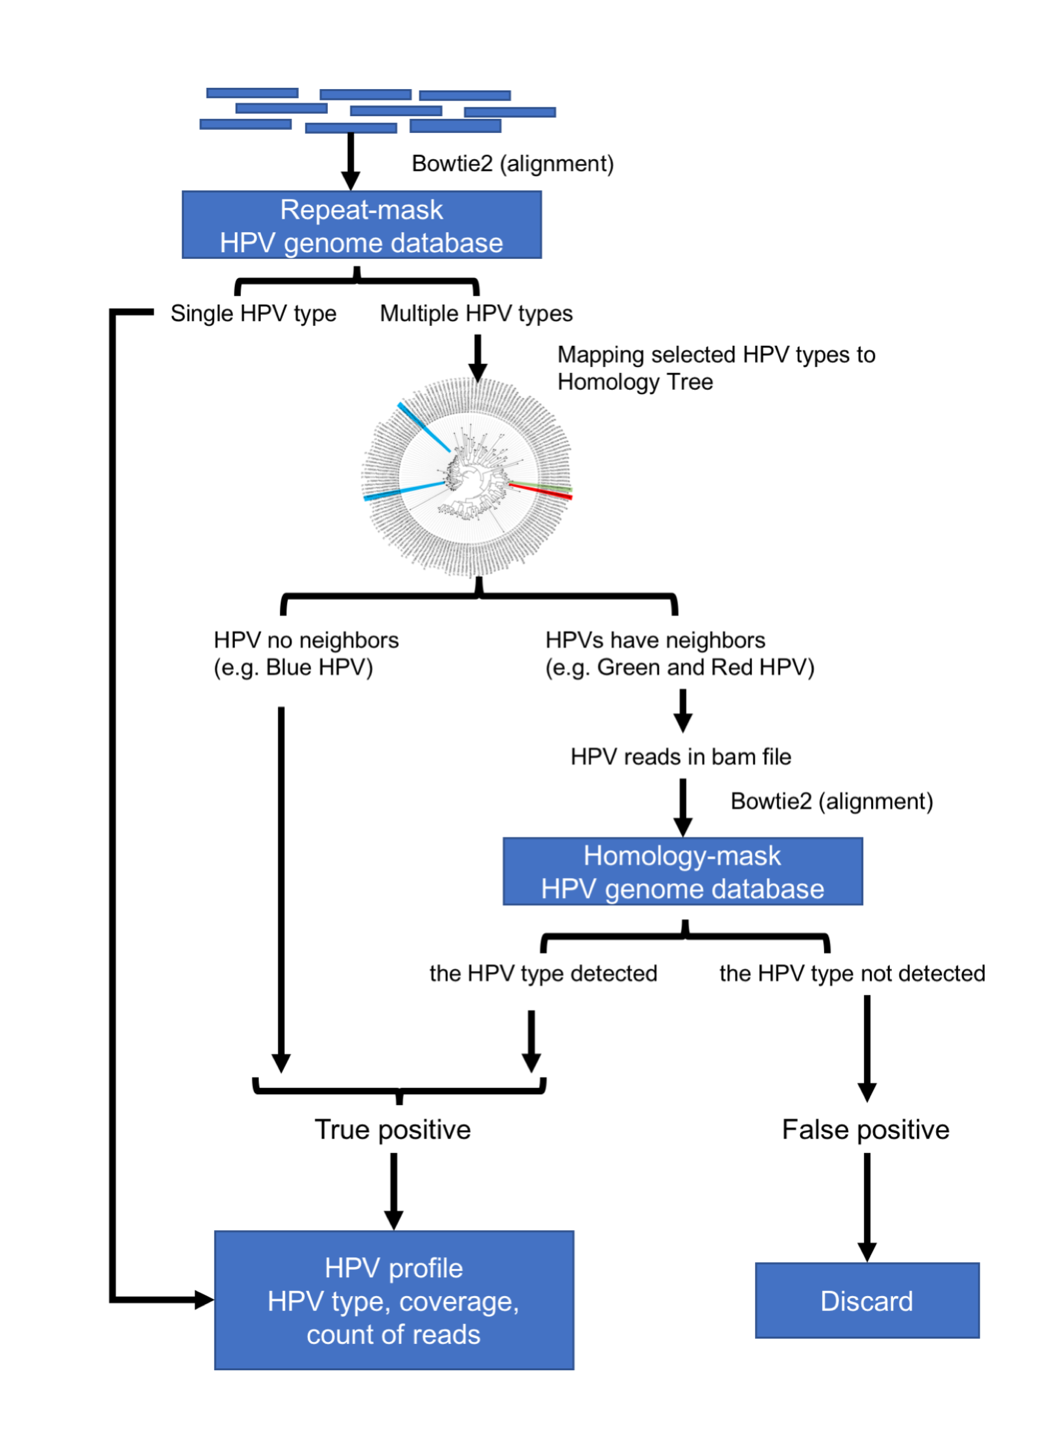 Bowtie2 (alignment)
Repeat-mask
HPV genome database
Single HPV type
Multiple HPV types
Mapping selected HPV types to
Homology Tree
HPV no neighbors
(e.g. Blue HPV)
HPVs have neighbors
(e.g. Green and Red HPV)
HPV reads in bam file
Bowtie2 (alignment)
Homology-mask
HPV genome database
the HPV type detected
the HPV type not detected
True positive
False positive
HPV profile
HPV type, coverage,
count of reads
Discard